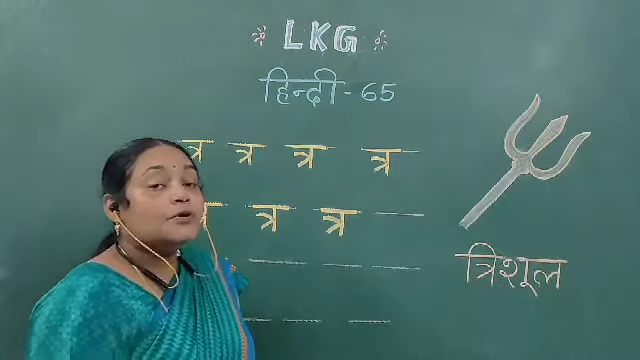 LKG
हिन्दी - 65
त्र त्र त्र त्र
त्र त्र त्र
त्रिशूल